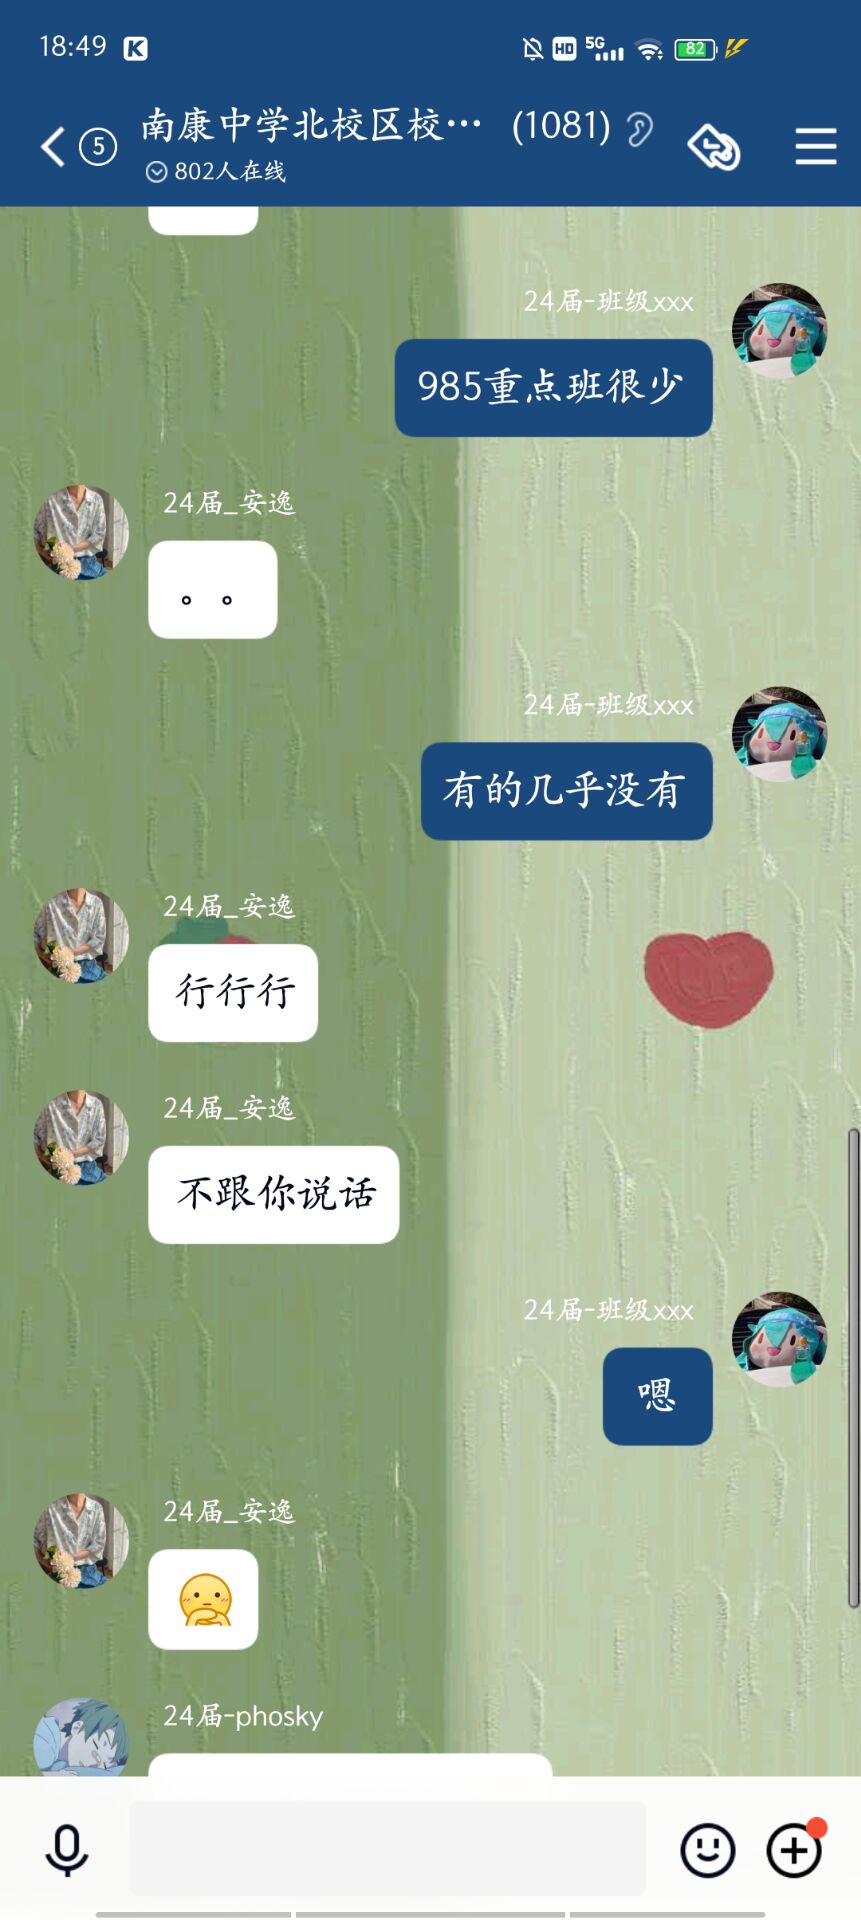 18:49
HD 5G 82
5
南康中学北校区校… (1081)
802人在线
24届-班级xxx
985重点班很少
24届_安逸
。。
24届-班级xxx
有的几乎没有
24届_安逸
行行行
24届_安逸
不跟你说话
24届-班级xxx
嗯
24届_安逸
24届-phosky